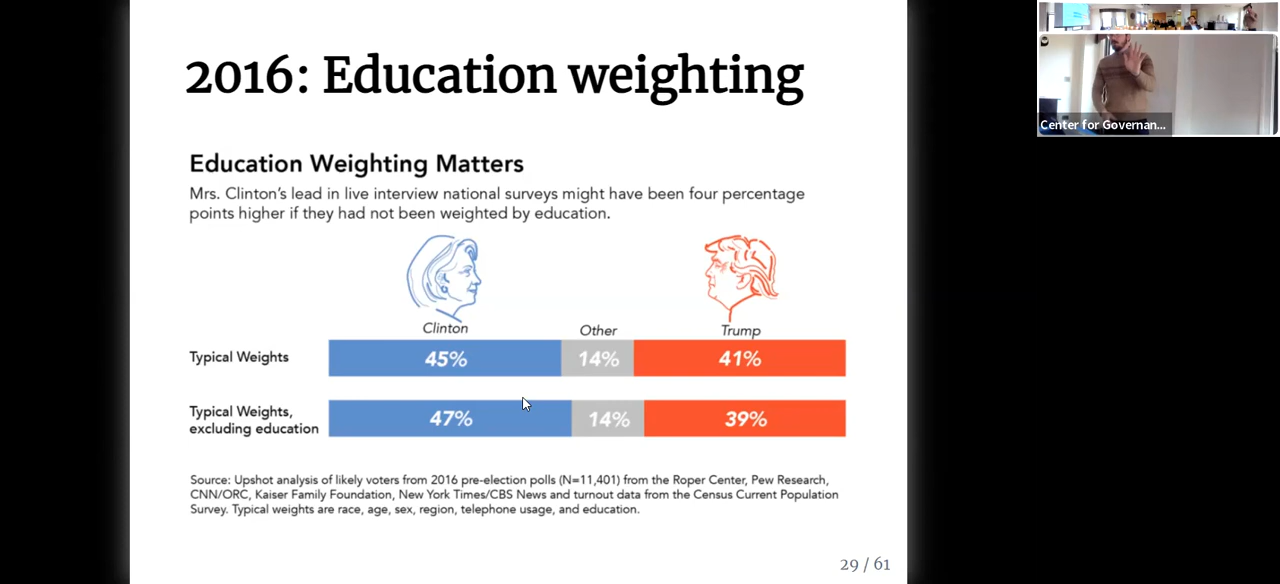 2016: Education weighting
Education Weighting Matters
Mrs. Clinton's lead in live interview national surveys might have been four percentage
points higher if they had not been weighted by education.
Clinton
Other
Trump
Typical Weights
45%
14%
41%
Typical Weights,
excluding education
47%
14%
39%
Source: Upshot analysis of likely voters from 2016 pre-election polls (N=11,401) from the Roper Center, Pew Research,
CNN/ORC, Kaiser Family Foundation, New York Times/CBS News and turnout data from the Census Current Population
Survey. Typical weights are race, age, sex, region, telephone usage, and education.
29 / 61
Center for Governan...